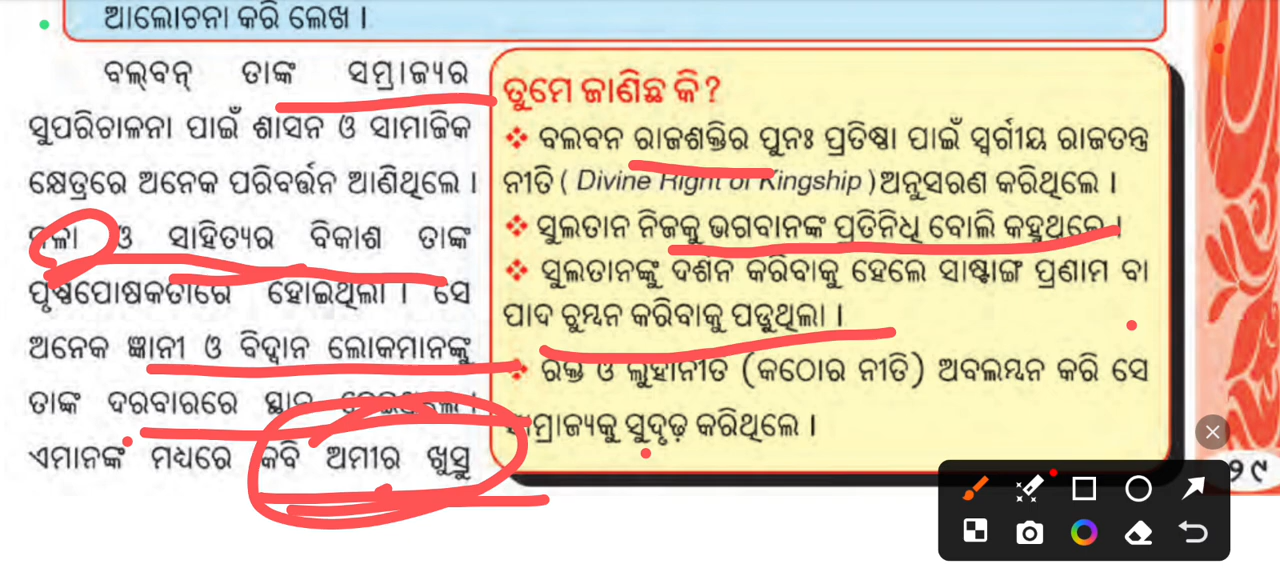 ଆଲୋଚନା କରି ଲେଖ ।
ବଲ୍‌ବନ୍ ତାଙ୍କ ସମ୍ରାଜ୍ୟର
ସୁପରିଚାଳନା ପାଇଁ ଶାସନ ଓ ସାମାଜିକ
କ୍ଷେତ୍ରରେ ଅନେକ ପରିବର୍ତ୍ତନ ଆଣିଥିଲେ ।
କଳା ଓ ସାହିତ୍ୟର ବିକାଶ ତାଙ୍କ
ପୃଷ୍ଠପୋଷକତାରେ ହୋଇଥିଲା । ସେ
ଅନେକ ଜ୍ଞାନୀ ଓ ବିଦ୍ୱାନ ଲୋକମାନଙ୍କୁ
ତାଙ୍କ ଦରବାରରେ ସ୍ଥାନ ଦେଇଥିଲେ ।
ଏମାନଙ୍କ ମଧ୍ୟରେ କବି ଅମୀର ଖୁସ୍ରୁ
ତୁମେ ଜାଣିଛ କି ?
❖ ବଲବନ ରାଜଶକ୍ତିର ପୁନଃ ପ୍ରତିଷ୍ଠା ପାଇଁ ସ୍ୱର୍ଗୀୟ ରାଜତନ୍ତ୍ର
ନୀତି ( Divine Right of Kingship ) ଅନୁସରଣ କରିଥିଲେ ।
❖ ସୁଲତାନ ନିଜକୁ ଭଗବାନଙ୍କ ପ୍ରତିନିଧି ବୋଲି କହୁଥିଲେ ।
❖ ସୁଲତାନଙ୍କୁ ଦର୍ଶନ କରିବାକୁ ହେଲେ ସାଷ୍ଟାଙ୍ଗ ପ୍ରଣାମ ବା
ପାଦ ଚୁମ୍ବନ କରିବାକୁ ପଡୁଥିଲା ।
❖ ରକ୍ତ ଓ ଲୁହାନୀତି (କଠୋର ନୀତି) ଅବଲମ୍ବନ କରି ସେ
ସାମ୍ରାଜ୍ୟକୁ ସୁଦୃଢ଼ କରିଥିଲେ ।
୨୯